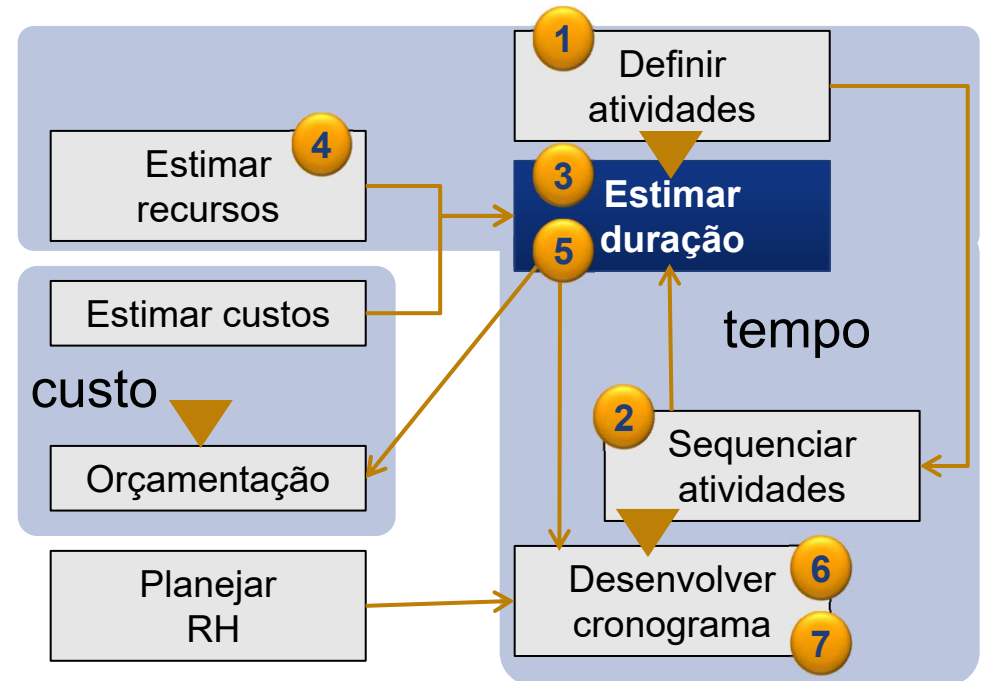 1
Definir
atividades
4
Estimar
recursos
3
Estimar
duração
5
Estimar custos
tempo
custo
2
Sequenciar
atividades
Orçamentação
Planejar
RH
6
Desenvolver
cronograma
7